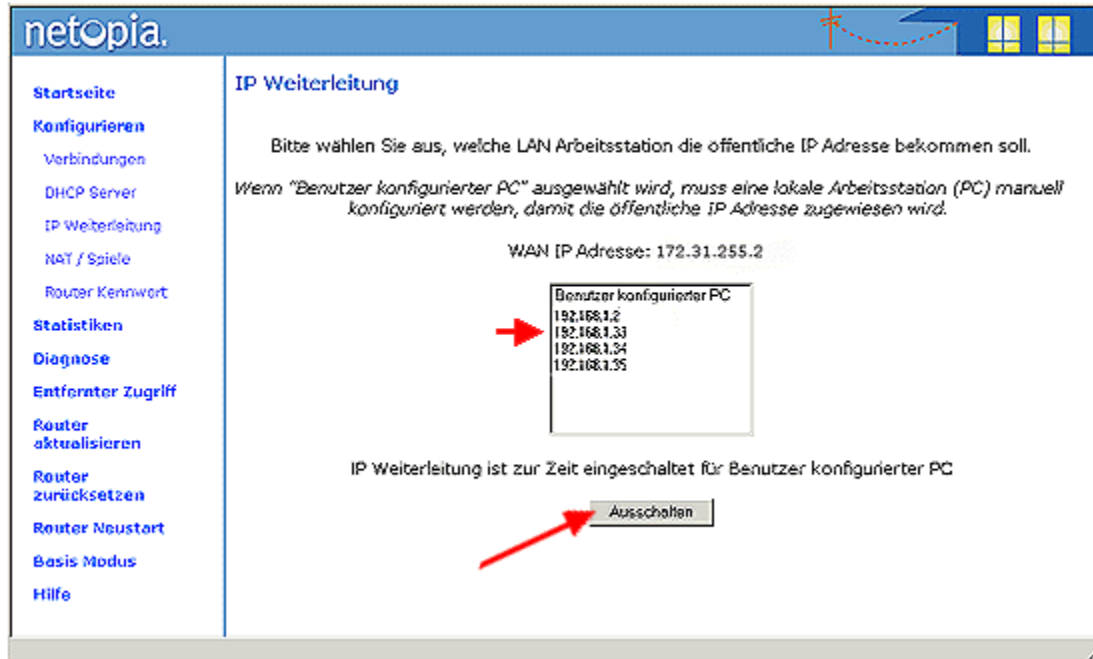 netopia.
Startseite
Konfigurieren
Verbindungen
DHCP Server
IP Weiterleitung
NAT / Spiele
Router Kennwort
Statistiken
Diagnose
Entfernter Zugriff
Router
aktualisieren
Router
zurücksetzen
Router Neustart
Basis Modus
Hilfe
IP Weiterleitung
Bitte wählen Sie aus, welche LAN Arbeitsstation die öffentliche IP Adresse bekommen soll.
Wenn "Benutzer konfigurierter PC" ausgewählt wird, muss eine lokale Arbeitsstation (PC) manuell
konfiguriert werden, damit die öffentliche IP Adresse zugewiesen wird.
WAN IP Adresse: 172.31.255.2
Benutzer konfigurierter PC
192.168.1.2
192.168.1.33
192.168.1.34
192.168.1.35
IP Weiterleitung ist zur Zeit eingeschaltet für Benutzer konfigurierter PC
Ausschalten